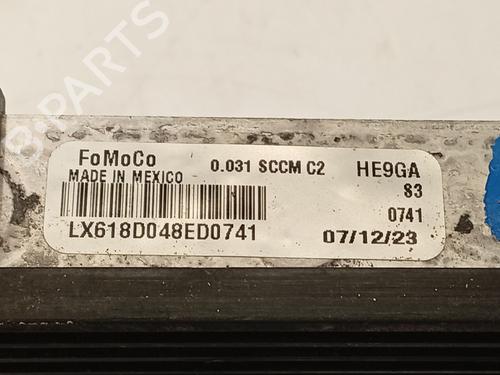 B-PARTS
FoMoCo 0.031 SCCM C2 HE9GA
MADE IN MEXICO 83
0741
LX618D048ED0741 07/12/23